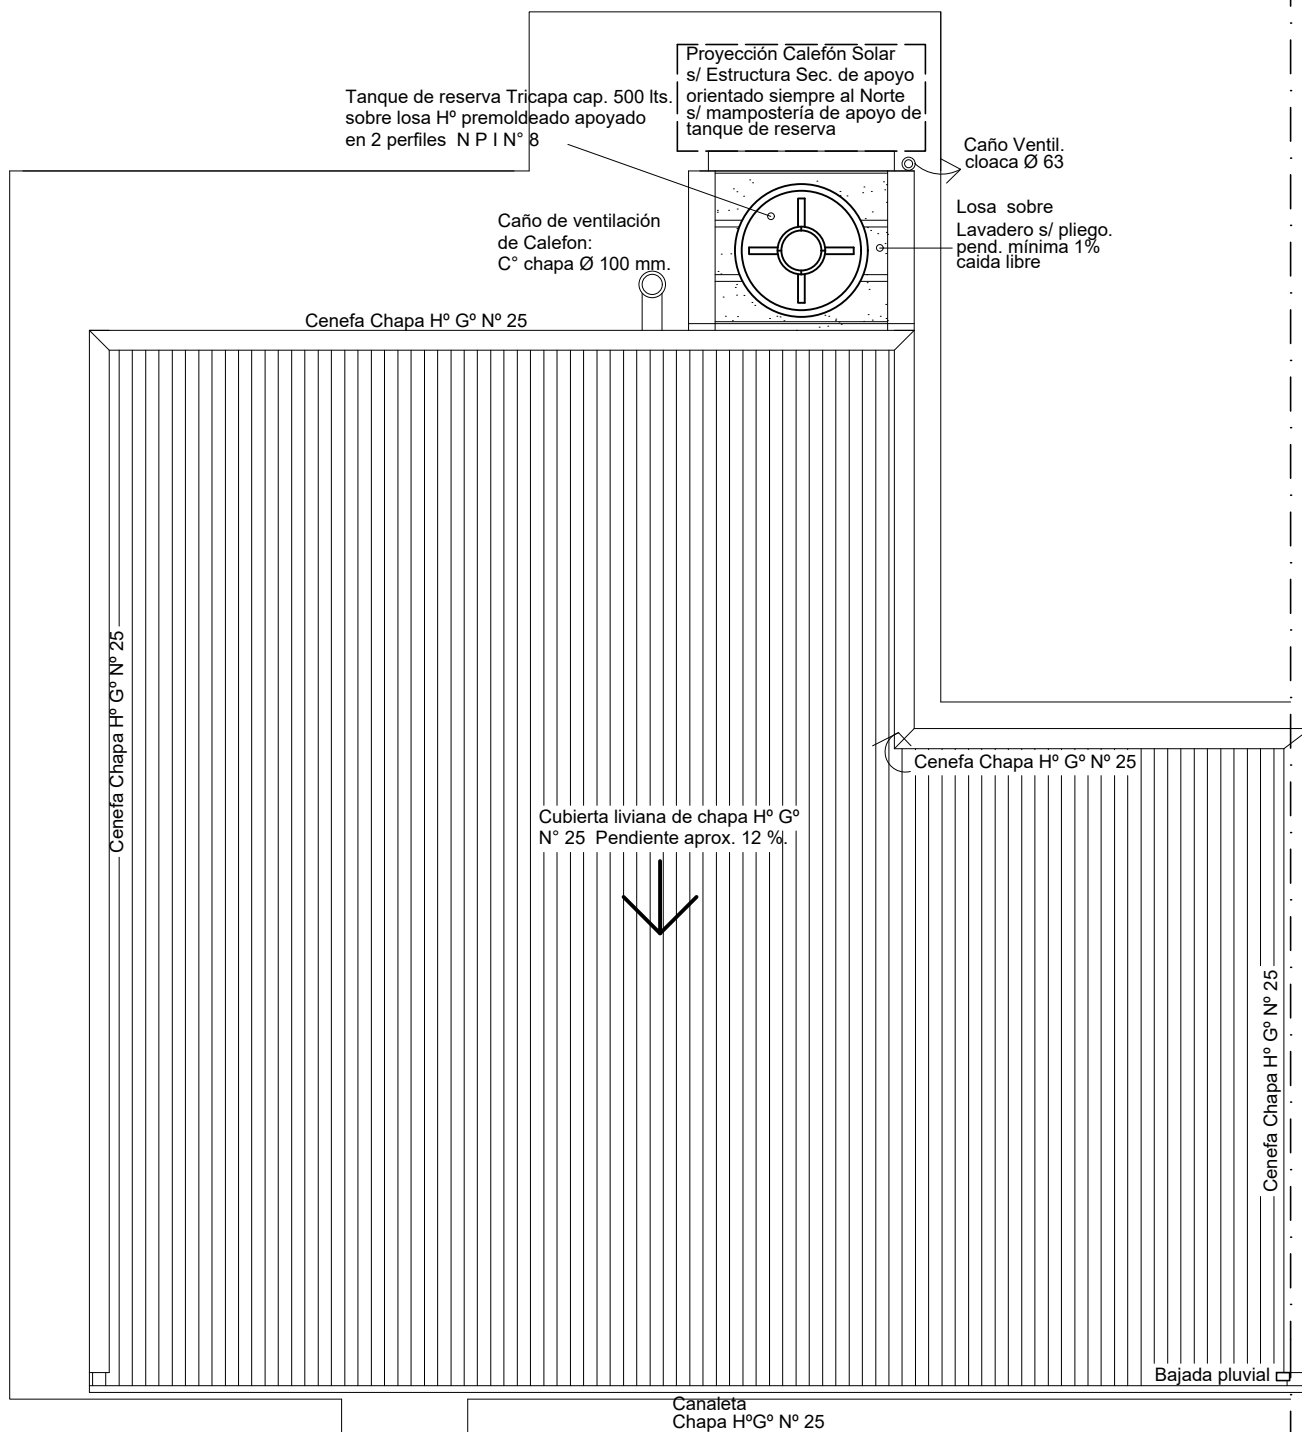 Proyección Calefón Solar
s/ Estructura Sec. de apoyo
orientado siempre al Norte
s/ mampostería de apoyo de
tanque de reserva
Tanque de reserva Tricapa cap. 500 lts.
sobre losa Hº premoldeado apoyado
en 2 perfiles N P I N° 8
Caño Ventil.
cloaca Ø 63
Losa sobre
Lavadero s/ pliego.
pend. mínima 1%
caida libre
Caño de ventilación
de Calefon:
C° chapa Ø 100 mm.
Cenefa Chapa Hº Gº Nº 25
Cenefa Chapa Hº Gº Nº 25
Cenefa Chapa Hº Gº Nº 25
Cubierta liviana de chapa Hº Gº
N° 25 Pendiente aprox. 12 %.
Cenefa Chapa Hº Gº Nº 25
Bajada pluvial
Canaleta
Chapa HºGº Nº 25